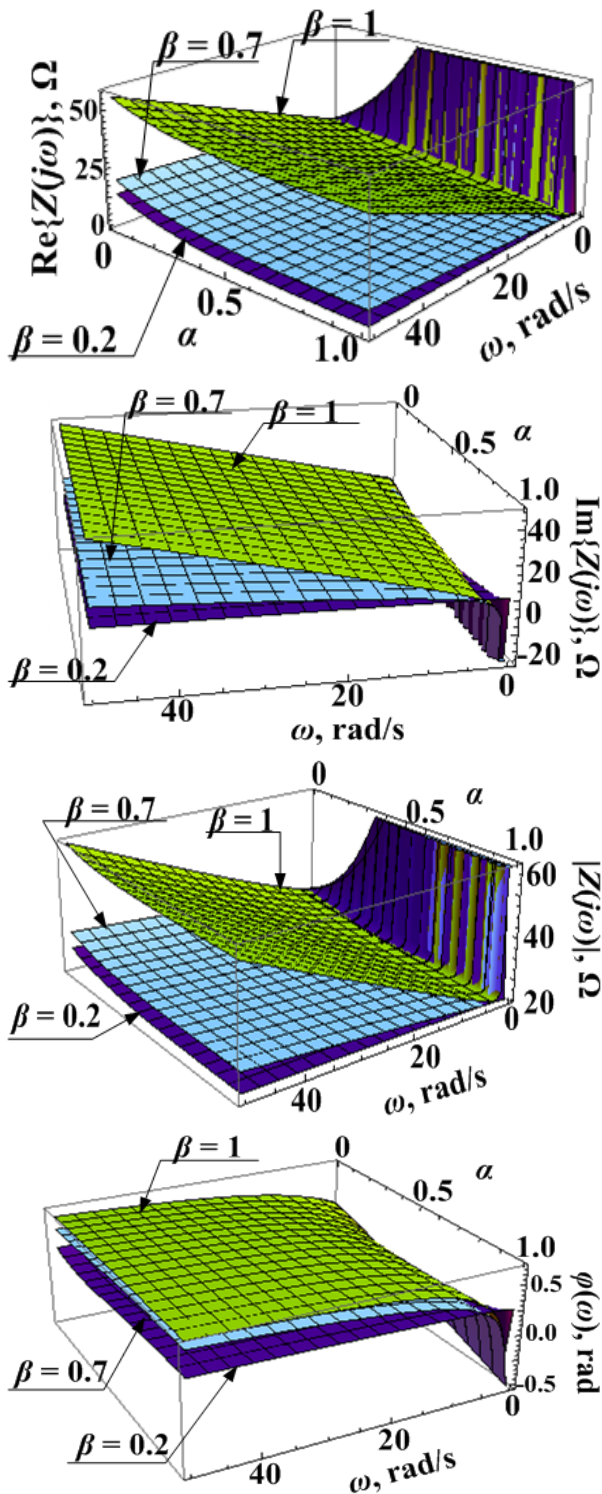 β = 0.7
β = 1
Re{Z(jω)}, Ω
50
25
0
0
0.5
1.0
α
β = 0.2
40
20
0
ω, rad/s
β = 0.7
β = 1
0
0.5
α
1.0
Im{Z(jω)}, Ω
40
20
0
-20
β = 0.2
40
20
0
ω, rad/s
β = 0.7
β = 1
0
0.5
α
1.0
|Z(jω)|, Ω
60
40
20
β = 0.2
40
20
0
ω, rad/s
β = 1
0
0.5
α
1.0
φ(ω), rad
0.5
0.0
-0.5
β = 0.7
β = 0.2
40
20
0
ω, rad/s